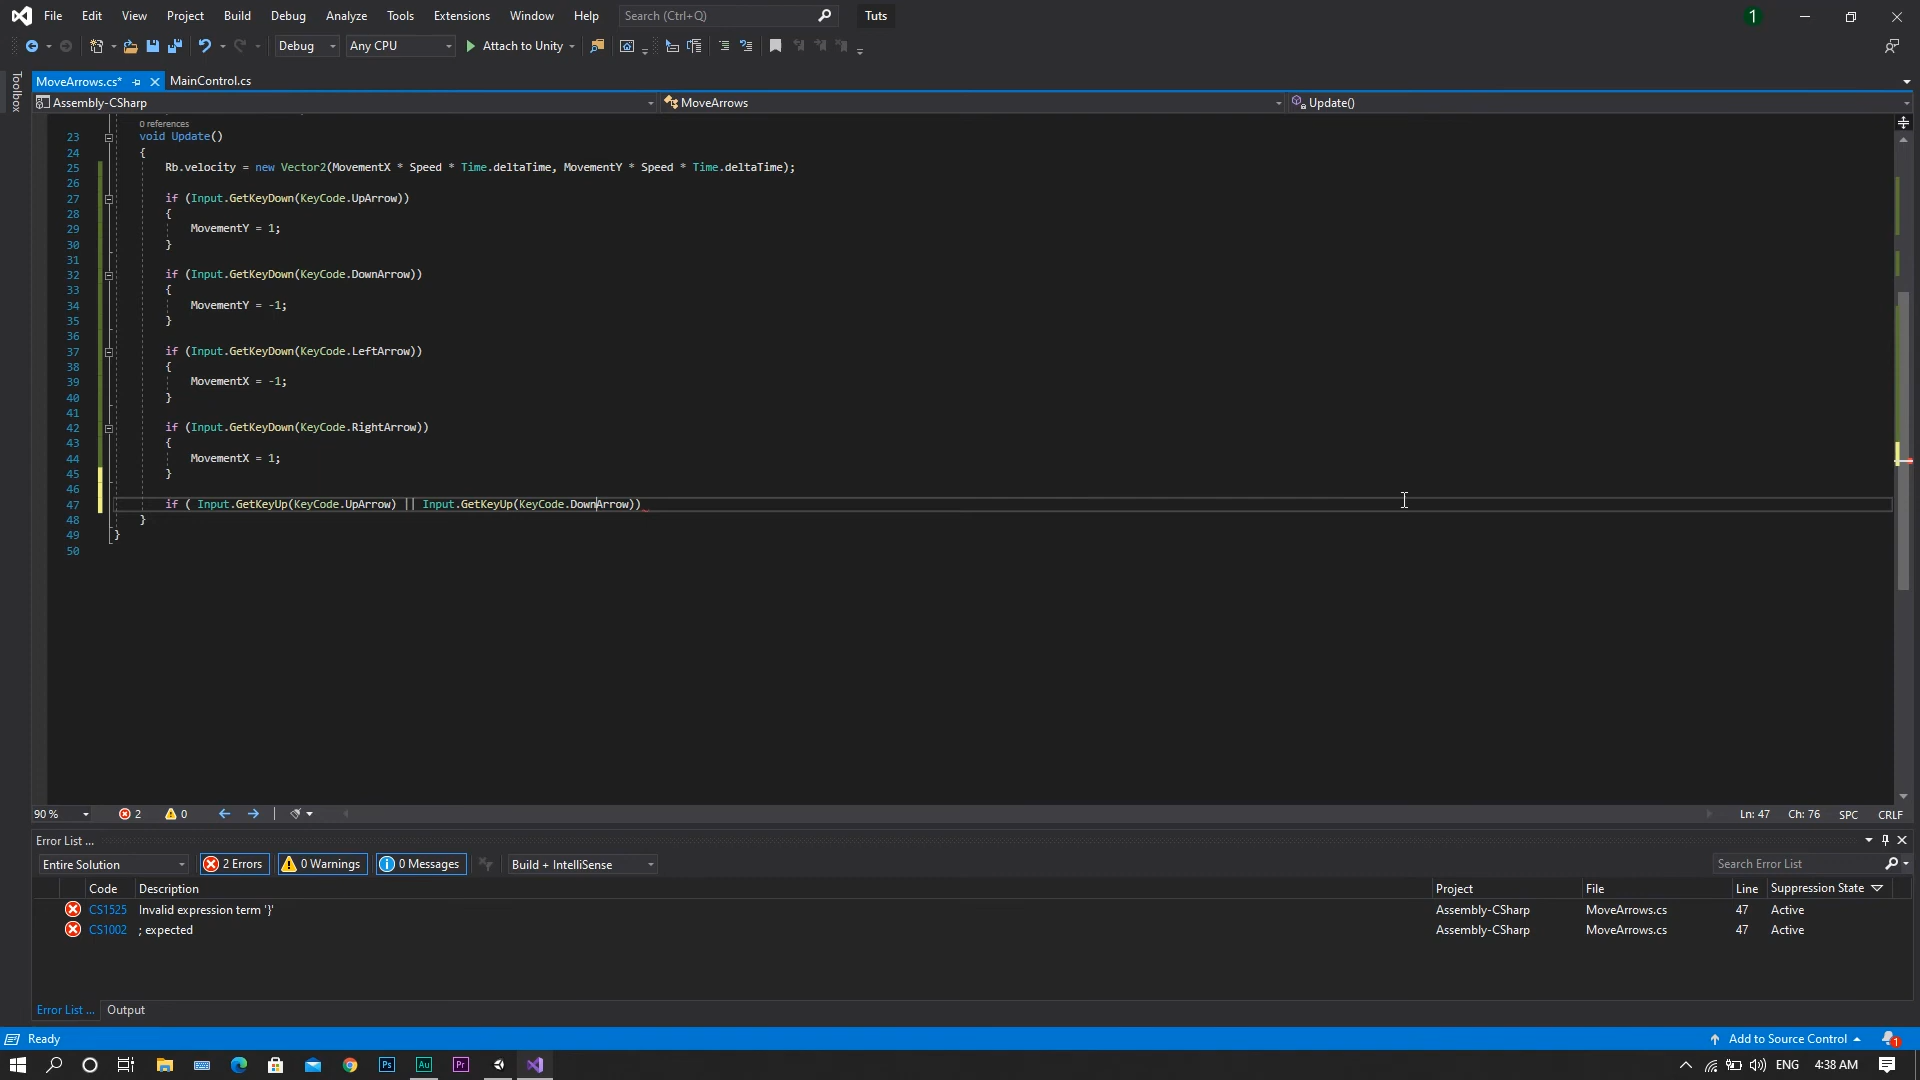 File Edit View Project Build Debug Analyze Tools Extensions Window Help Search (Ctrl+Q) Tuts 1
Debug Any CPU Attach to Unity
Toolbox
MoveArrows.cs* MainControl.cs
Assembly-CSharp MoveArrows Update()
0 references
23 void Update()
24 {
25 Rb.velocity = new Vector2(MovementX * Speed * Time.deltaTime, MovementY * Speed * Time.deltaTime);
26
27 if (Input.GetKeyDown(KeyCode.UpArrow))
28 {
29 MovementY = 1;
30 }
31
32 if (Input.GetKeyDown(KeyCode.DownArrow))
33 {
34 MovementY = -1;
35 }
36
37 if (Input.GetKeyDown(KeyCode.LeftArrow))
38 {
39 MovementX = -1;
40 }
41
42 if (Input.GetKeyDown(KeyCode.RightArrow))
43 {
44 MovementX = 1;
45 }
46
47 if ( Input.GetKeyUp(KeyCode.UpArrow) || Input.GetKeyUp(KeyCode.DownArrow))
48 }
49 }
50
90 % 2 0 Ln: 47 Ch: 76 SPC CRLF
Error List ...
Entire Solution 2 Errors 0 Warnings 0 Messages Build + IntelliSense Search Error List
Code Description Project File Line Suppression State
CS1525 Invalid expression term '}' Assembly-CSharp MoveArrows.cs 47 Active
CS1002 ; expected Assembly-CSharp MoveArrows.cs 47 Active
Error List ... Output
Ready Add to Source Control 1
Ps Au Pr ENG 4:38 AM